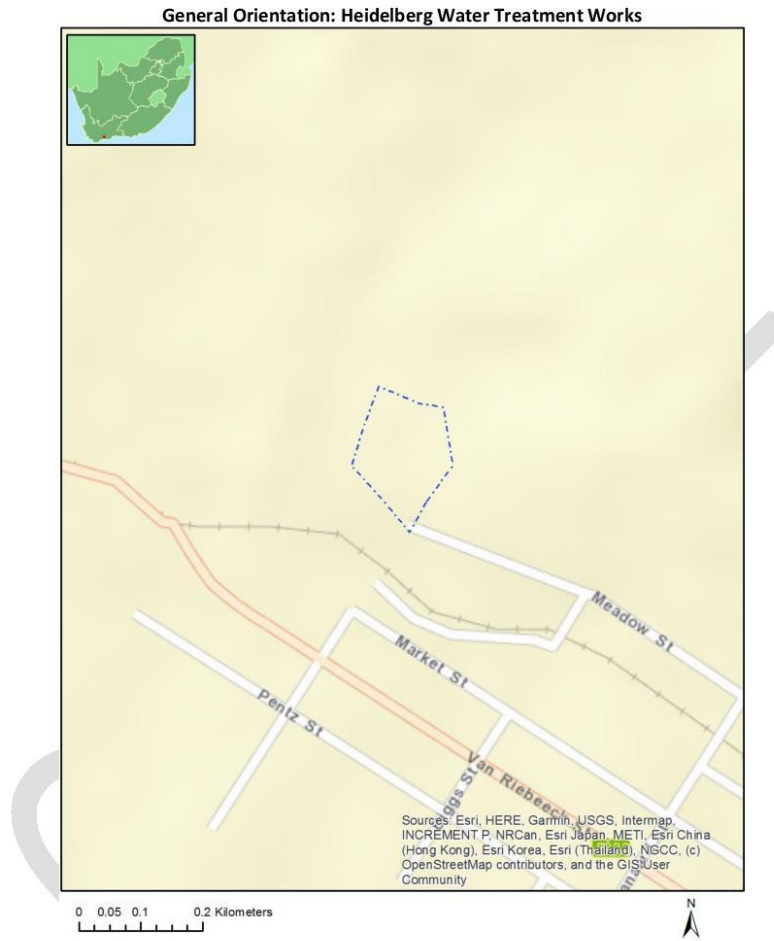 General Orientation: Heidelberg Water Treatment Works
Meadow St
Market St
Pentz St
Van Riebeeck St
Sources: Esri, HERE, Garmin, USGS, Intermap,
INCREMENT P, NRCan, Esri Japan, METI, Esri China
(Hong Kong), Esri Korea, Esri (Thailand), NGCC, (c)
OpenStreetMap contributors, and the GIS User
Community
0 0.05 0.1 0.2 Kilometers
N